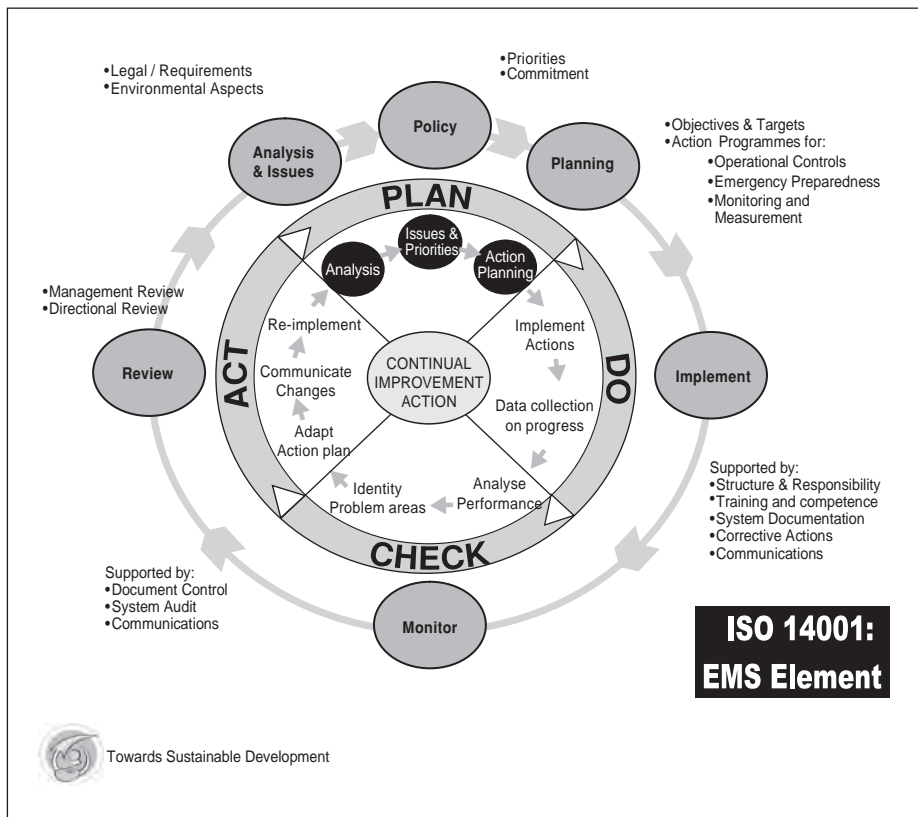 •Legal / Requirements
•Environmental Aspects
•Priorities
•Commitment
Policy
Analysis
& Issues
Planning
•Objectives & Targets
•Action Programmes for:
•Operational Controls
•Emergency Preparedness
•Monitoring and
Measurement
PLAN
Analysis
Issues &
Priorities
Action
Planning
•Management Review
•Directional Review
Review
ACT
Re-implement
Communicate
Changes
Adapt
Action plan
CONTINUAL
IMPROVEMENT
ACTION
Implement
Actions
Data collection
on progress
DO
Implement
Analyse
Performance
Identity
Problem areas
CHECK
Supported by:
•Structure & Responsibility
•Training and competence
•System Documentation
•Corrective Actions
•Communications
Supported by:
•Document Control
•System Audit
•Communications
Monitor
ISO 14001:
EMS Element
Towards Sustainable Development